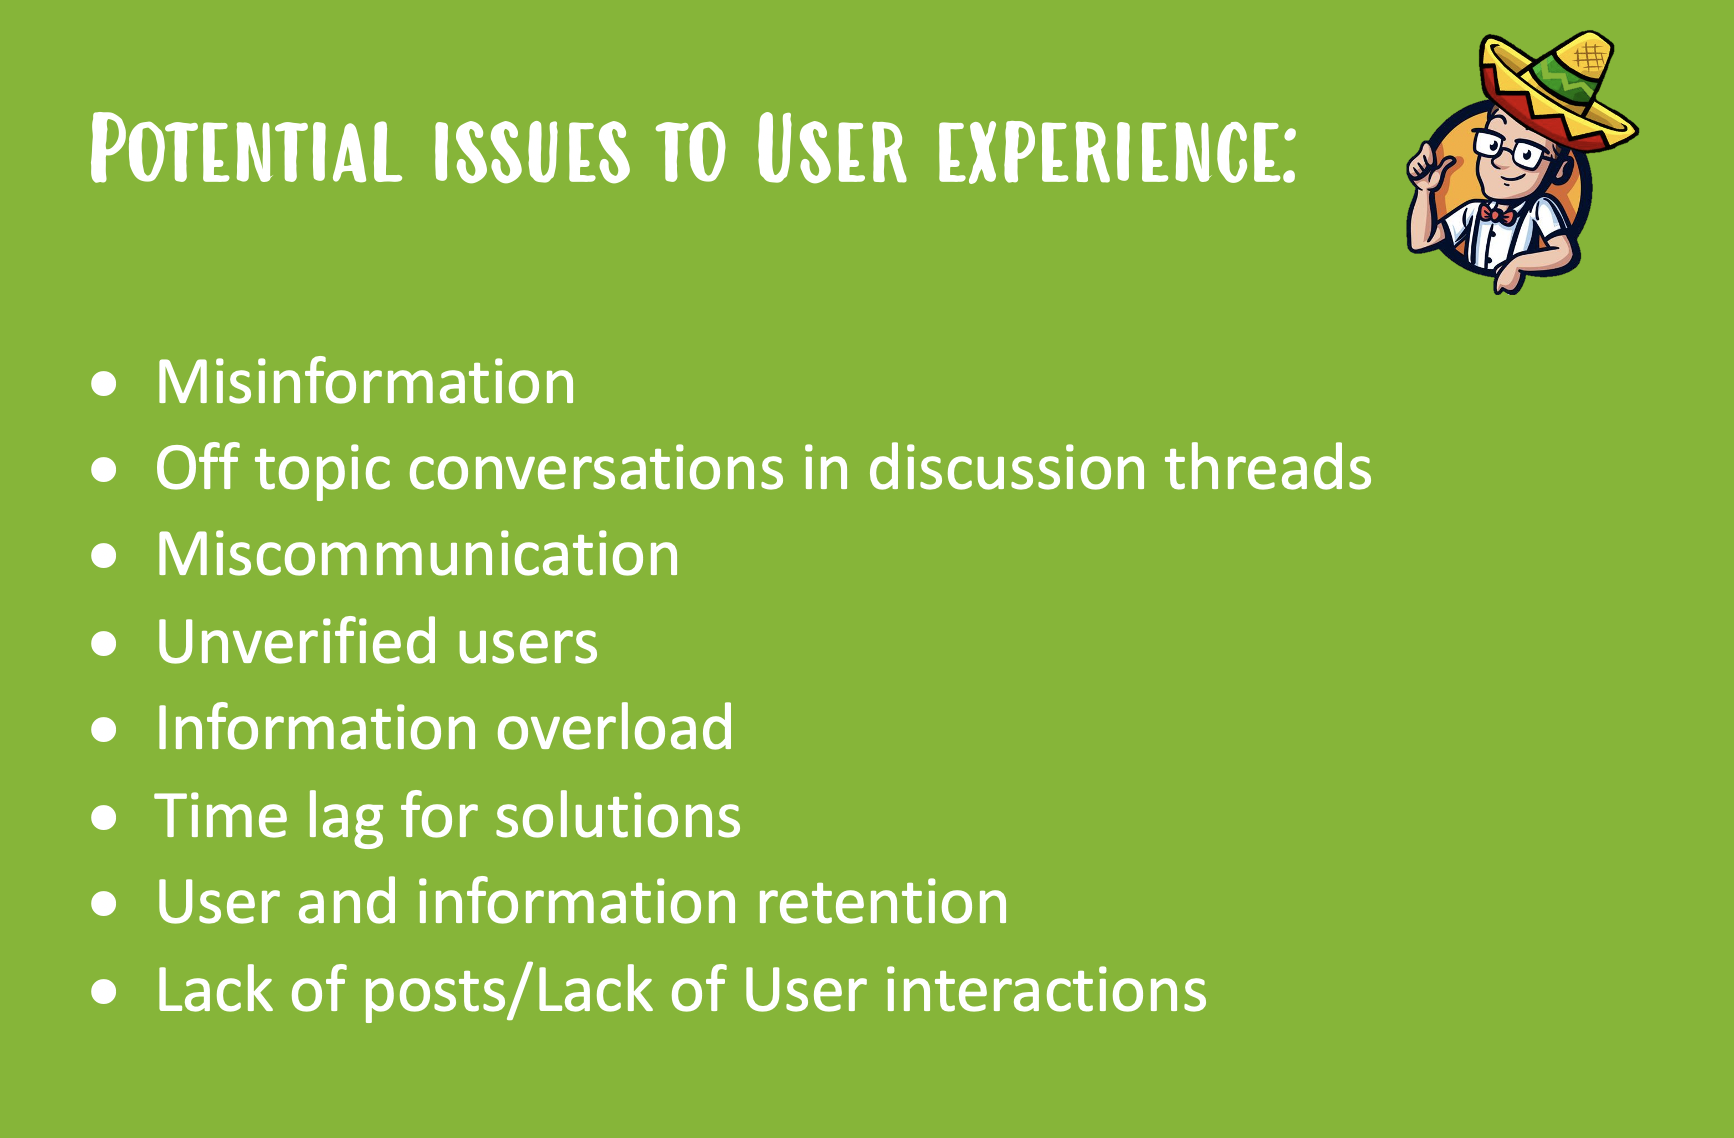 Potential issues to User experience:
• Misinformation
• Off topic conversations in discussion threads
• Miscommunication
• Unverified users
• Information overload
• Time lag for solutions
• User and information retention
• Lack of posts/Lack of User interactions